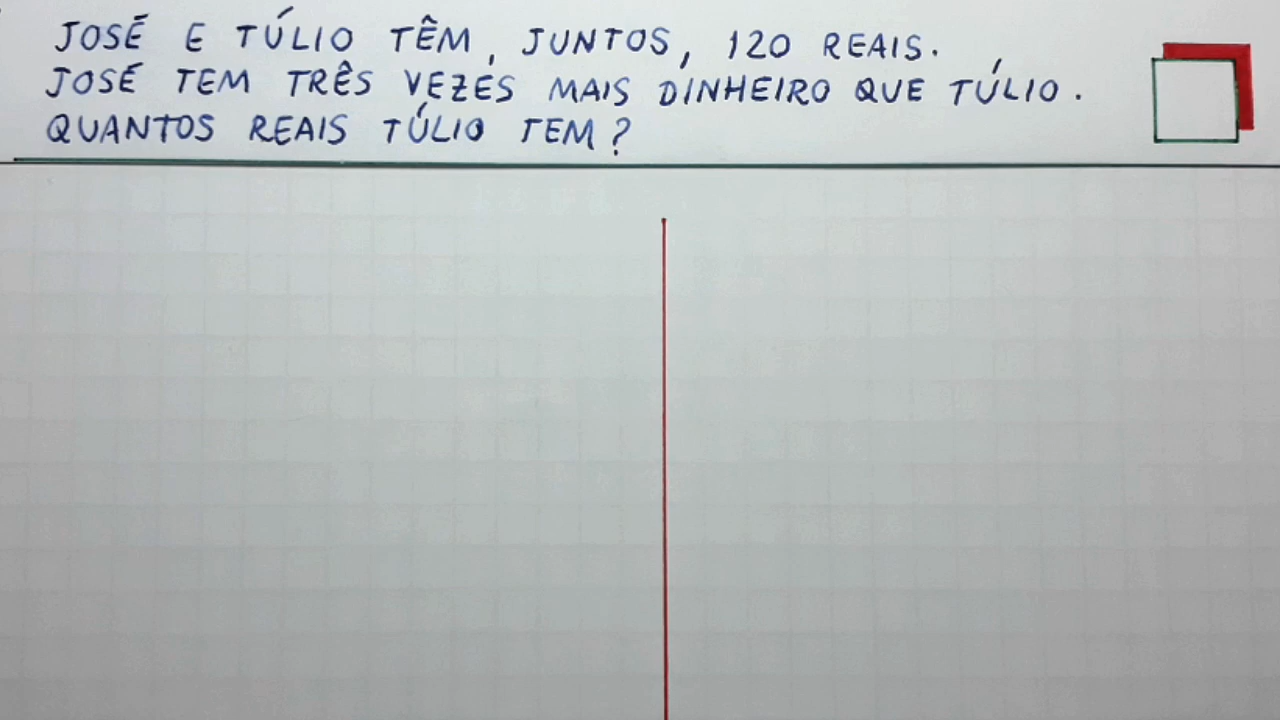 JOSÉ E TÚLIO TÊM, JUNTOS, 120 REAIS.
JOSÉ TEM TRÊS VEZES MAIS DINHEIRO QUE TÚLIO.
QUANTOS REAIS TÚLIO TEM?